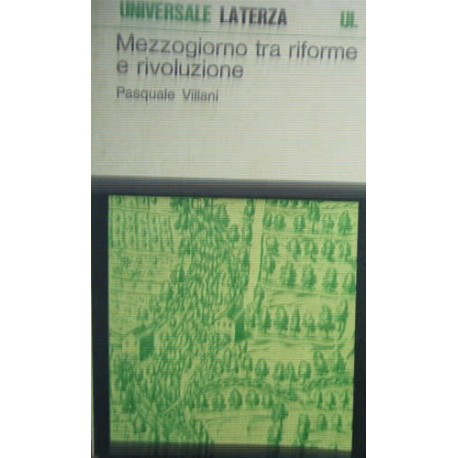 UNIVERSALE LATERZA UL
Mezzogiorno tra riforme
e rivoluzione
Pasquale Villani